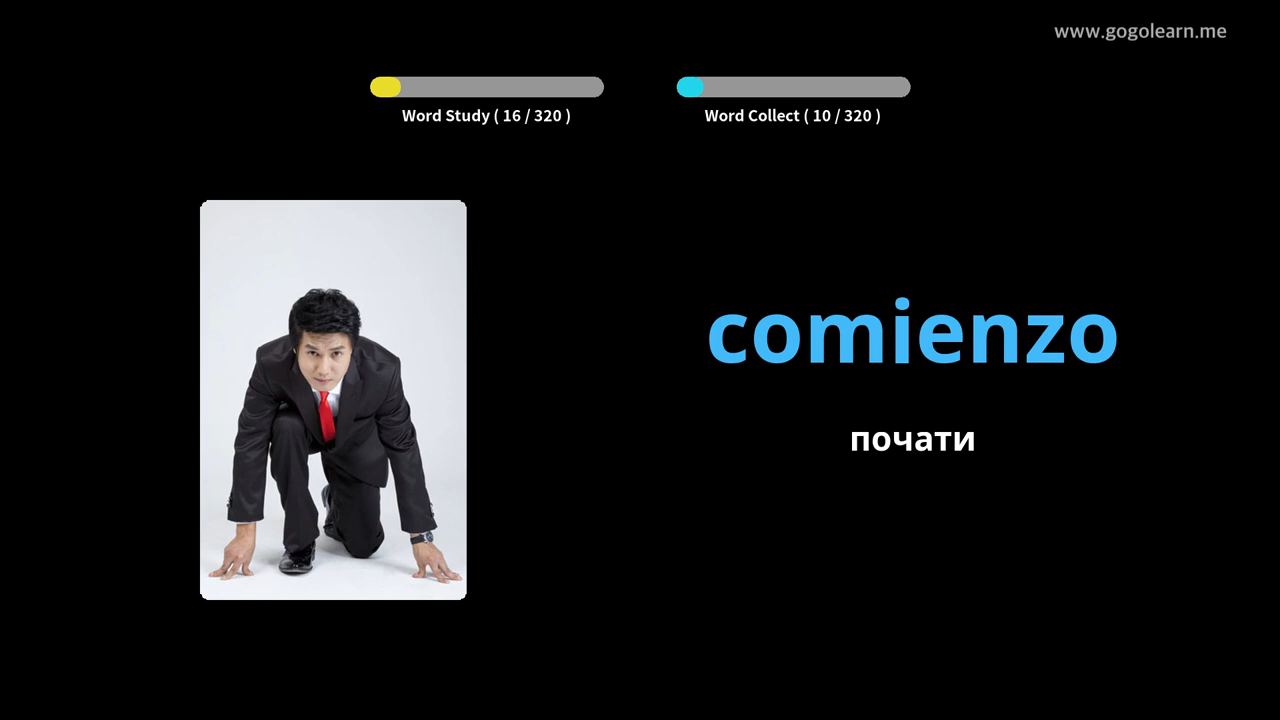 www.gogolearn.me
Word Study ( 16 / 320 )
Word Collect ( 10 / 320 )
comienzo
почати